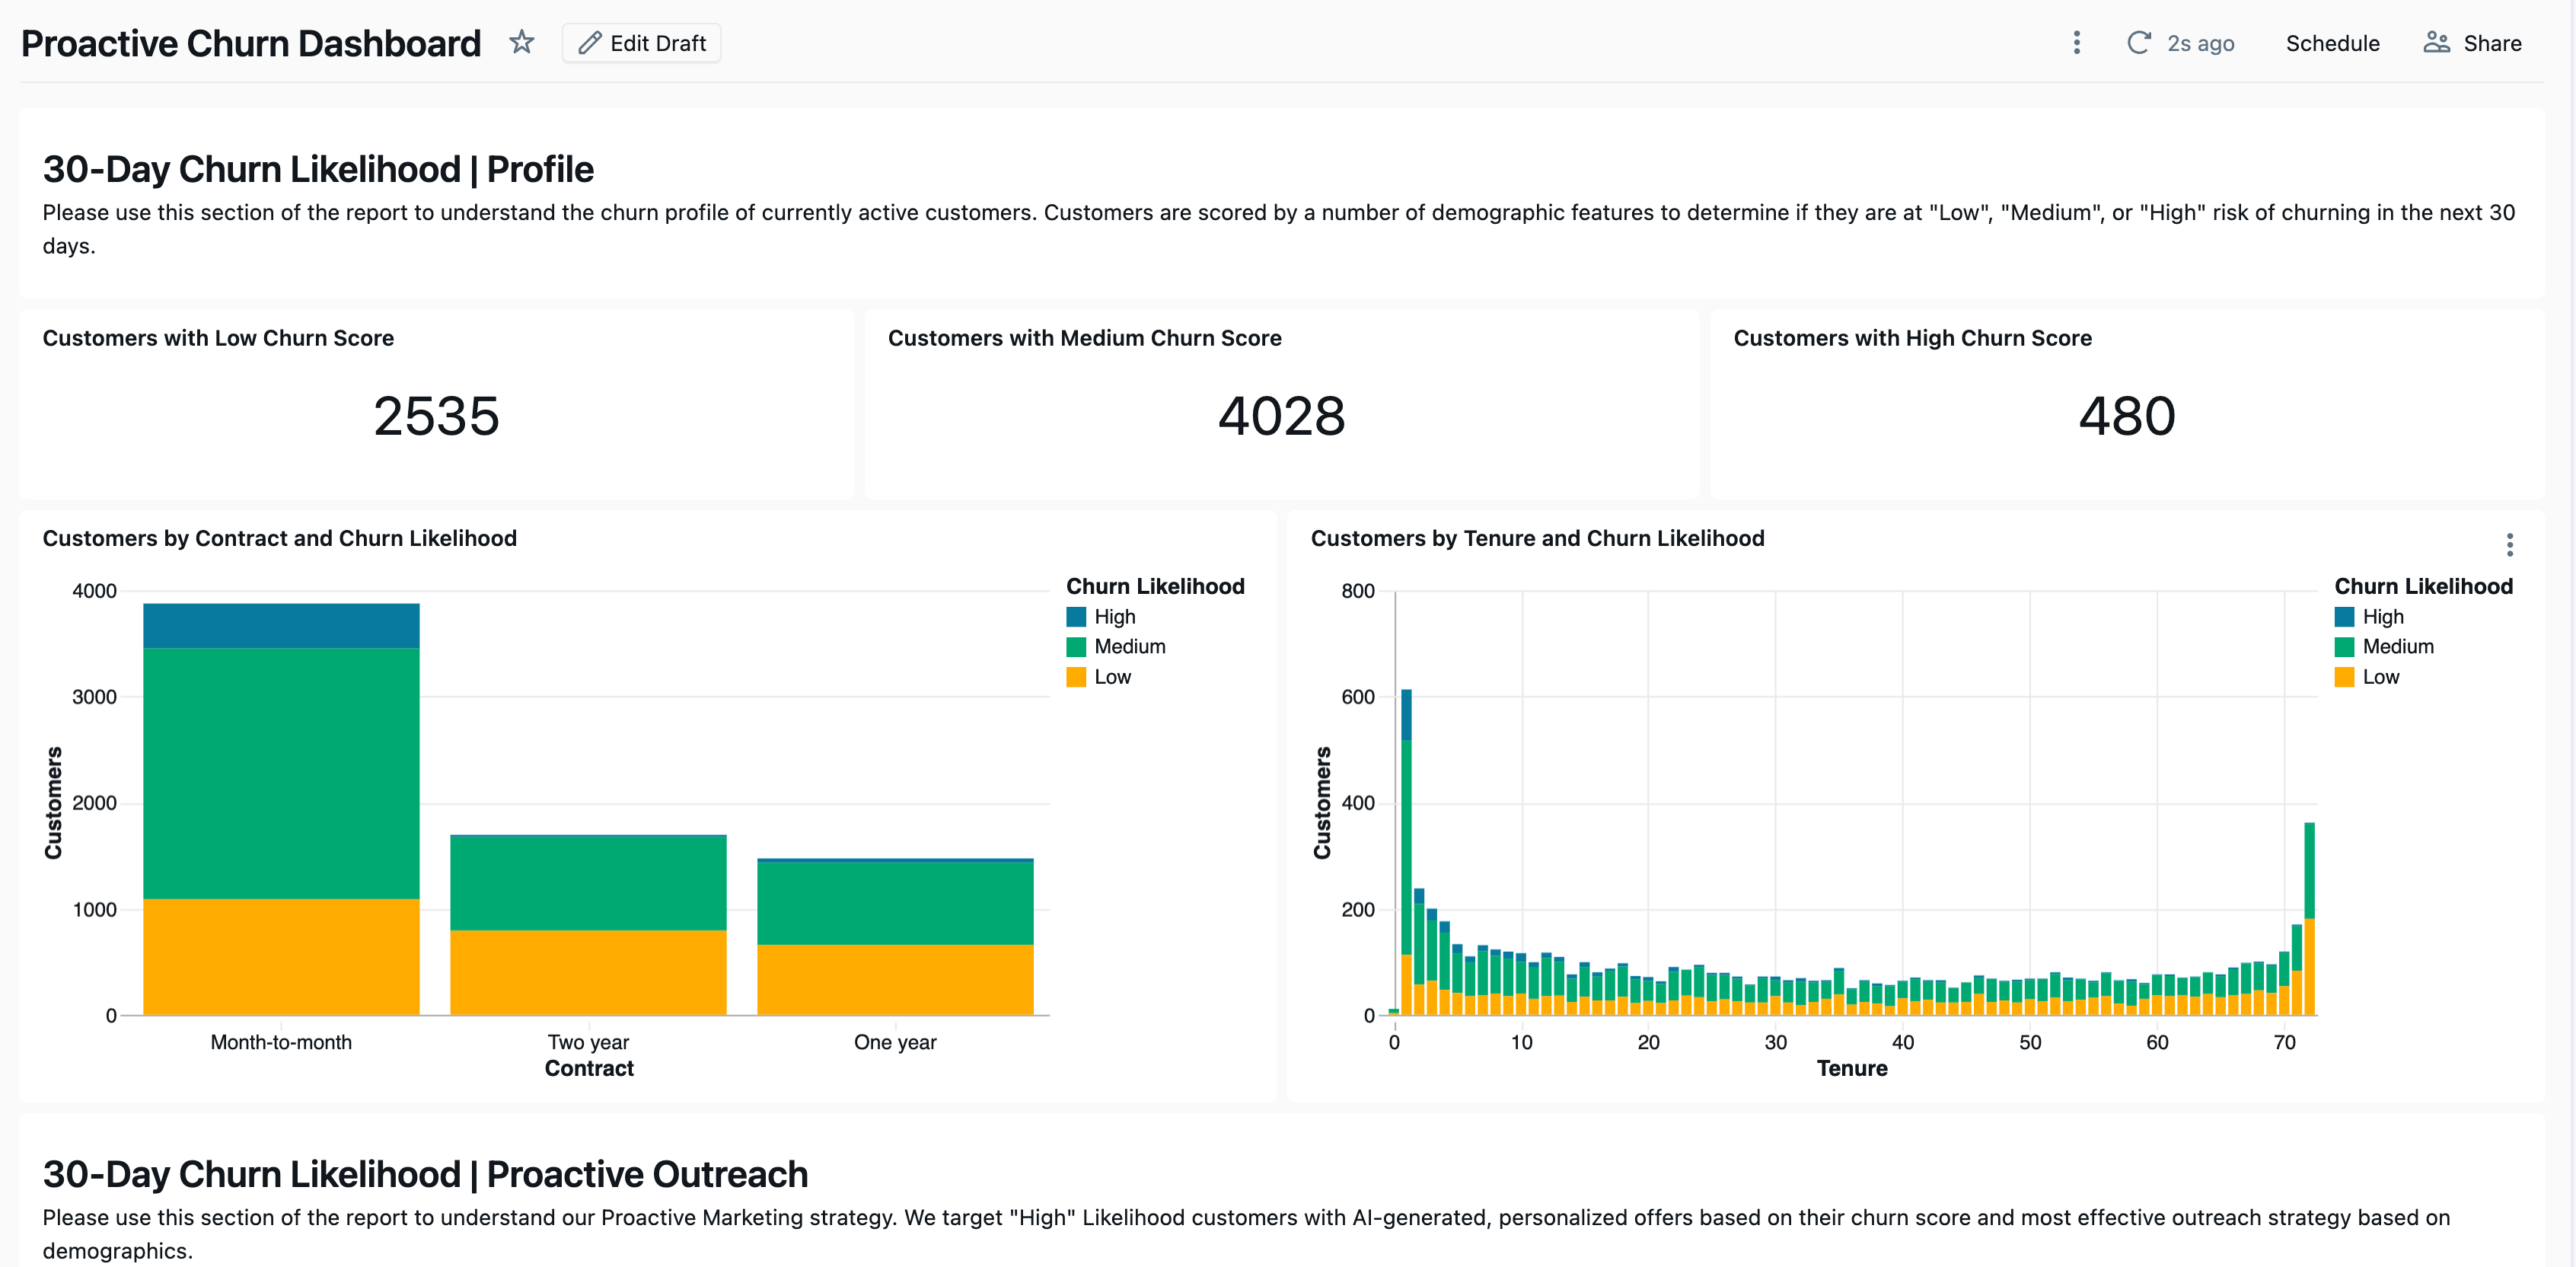 Proactive Churn Dashboard
Edit Draft
2s ago
Schedule
Share
30-Day Churn Likelihood | Profile
Please use this section of the report to understand the churn profile of currently active customers. Customers are scored by a number of demographic features to determine if they are at "Low", "Medium", or "High" risk of churning in the next 30
days.
Customers with Low Churn Score
2535
Customers with Medium Churn Score
4028
Customers with High Churn Score
480
Customers by Contract and Churn Likelihood
4000
3000
2000
1000
0
Customers
Month-to-month
Two year
One year
Contract
Churn Likelihood
High
Medium
Low
Customers by Tenure and Churn Likelihood
800
600
400
200
0
Customers
0
10
20
30
40
50
60
70
Tenure
Churn Likelihood
High
Medium
Low
30-Day Churn Likelihood | Proactive Outreach
Please use this section of the report to understand our Proactive Marketing strategy. We target "High" Likelihood customers with AI-generated, personalized offers based on their churn score and most effective outreach strategy based on
demographics.